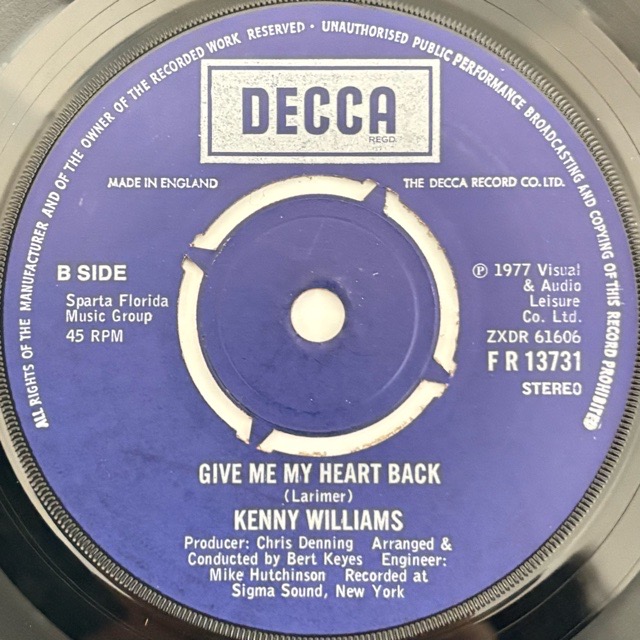 ALL RIGHTS OF THE MANUFACTURER AND OF THE OWNER OF THE RECORDED WORK RESERVED · UNAUTHORISED PUBLIC PERFORMANCE BROADCASTING AND COPYING OF THIS RECORD PROHIBITED
DECCA
REGD.
MADE IN ENGLAND
THE DECCA RECORD CO. LTD.
B SIDE
Sparta Florida
Music Group
45 RPM
℗ 1977 Visual
& Audio
Leisure
Co. Ltd.
ZXDR 61606
F R 13731
STEREO
GIVE ME MY HEART BACK
(Larimer)
KENNY WILLIAMS
Producer: Chris Denning Arranged &
Conducted by Bert Keyes Engineer:
Mike Hutchinson Recorded at
Sigma Sound, New York